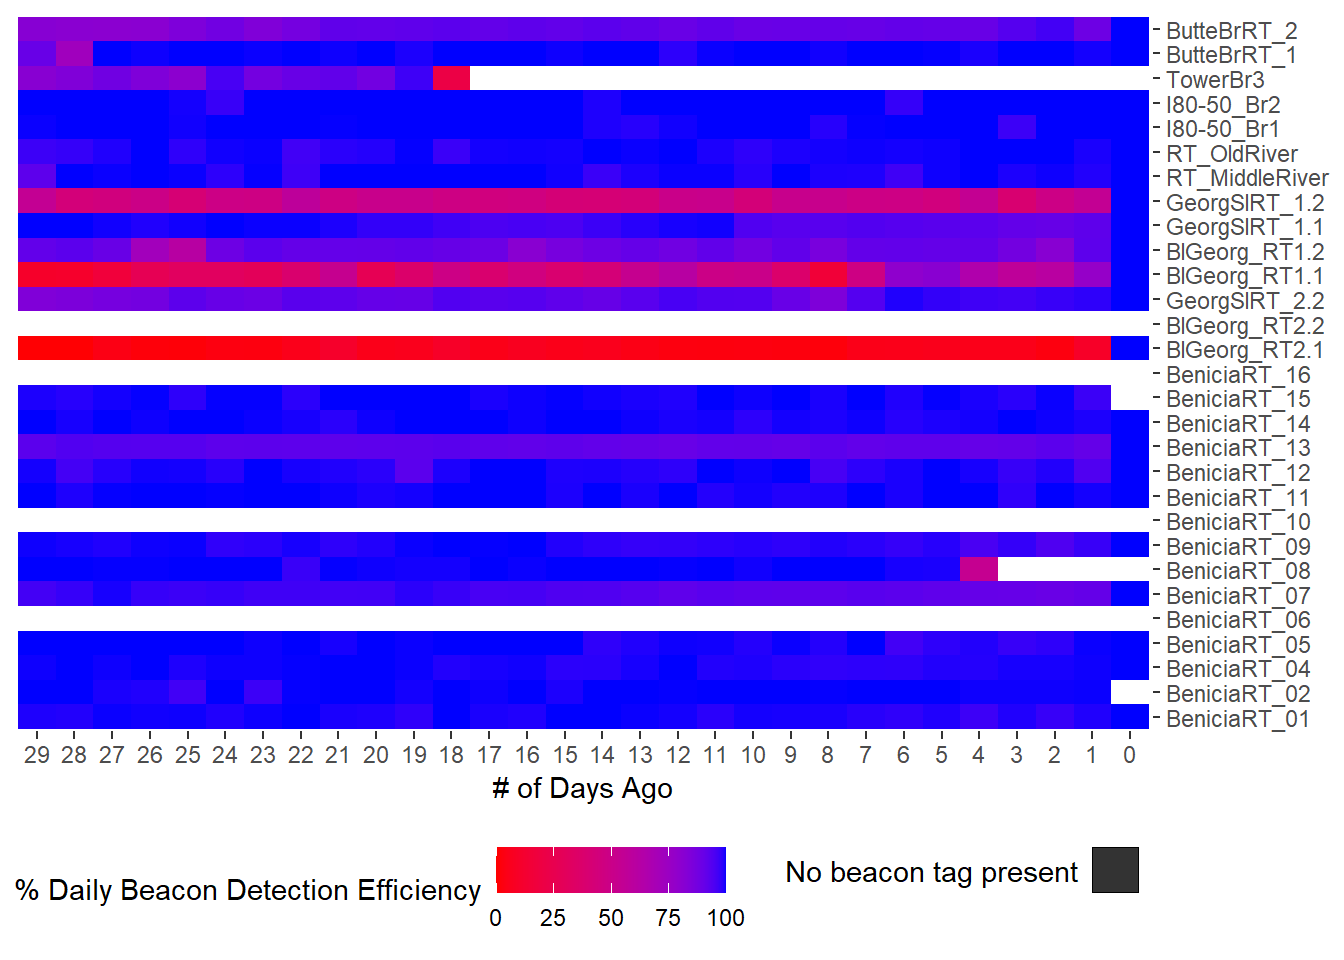 ButteBrRT_2
ButteBrRT_1
TowerBr3
I80-50_Br2
I80-50_Br1
RT_OldRiver
RT_MiddleRiver
GeorgSlRT_1.2
GeorgSlRT_1.1
BlGeorg_RT1.2
BlGeorg_RT1.1
GeorgSlRT_2.2
BlGeorg_RT2.2
BlGeorg_RT2.1
BeniciaRT_16
BeniciaRT_15
BeniciaRT_14
BeniciaRT_13
BeniciaRT_12
BeniciaRT_11
BeniciaRT_10
BeniciaRT_09
BeniciaRT_08
BeniciaRT_07
BeniciaRT_06
BeniciaRT_05
BeniciaRT_04
BeniciaRT_02
BeniciaRT_01
29 28 27 26 25 24 23 22 21 20 19 18 17 16 15 14 13 12 11 10 9 8 7 6 5 4 3 2 1 0
# of Days Ago
% Daily Beacon Detection Efficiency
0 25 50 75 100
No beacon tag present